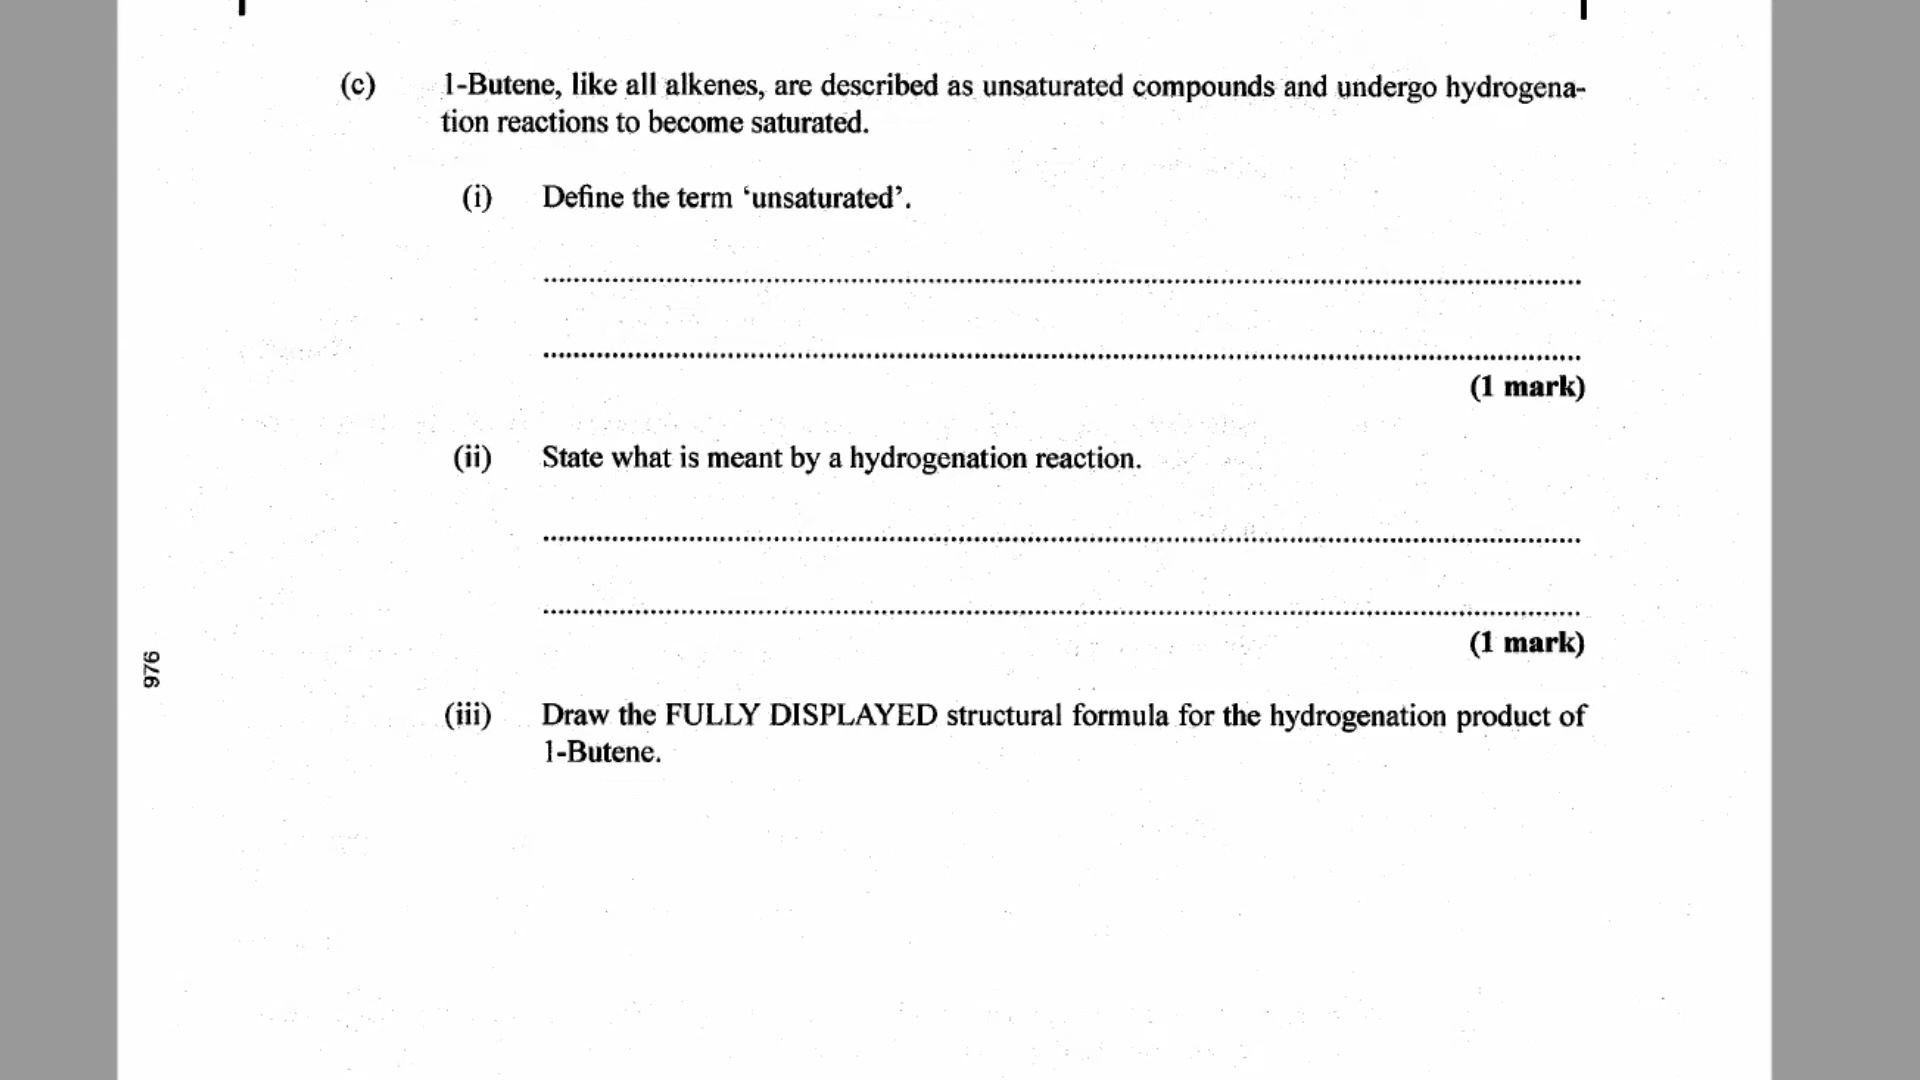 (c) 1-Butene, like all alkenes, are described as unsaturated compounds and undergo hydrogena-
tion reactions to become saturated.
(i) Define the term ‘unsaturated’.
(1 mark)
(ii) State what is meant by a hydrogenation reaction.
(1 mark)
976
(iii) Draw the FULLY DISPLAYED structural formula for the hydrogenation product of
1-Butene.